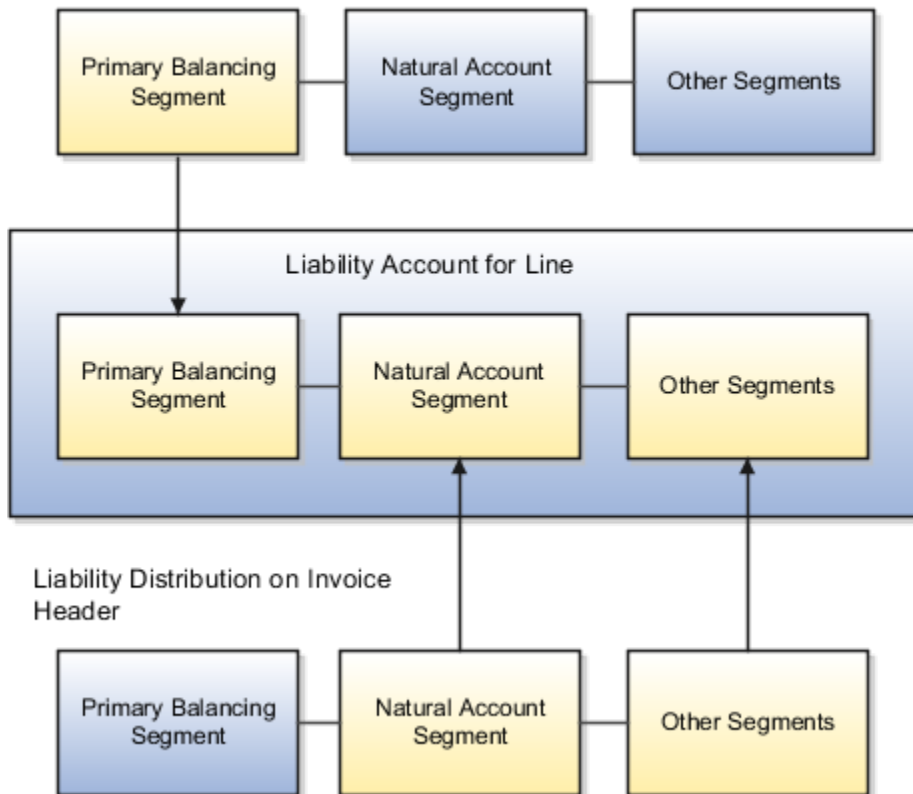 Primary Balancing
Segment
Natural Account
Segment
Other Segments
Liability Account for Line
Primary Balancing
Segment
Natural Account
Segment
Other Segments
Liability Distribution on Invoice
Header
Primary Balancing
Segment
Natural Account
Segment
Other Segments